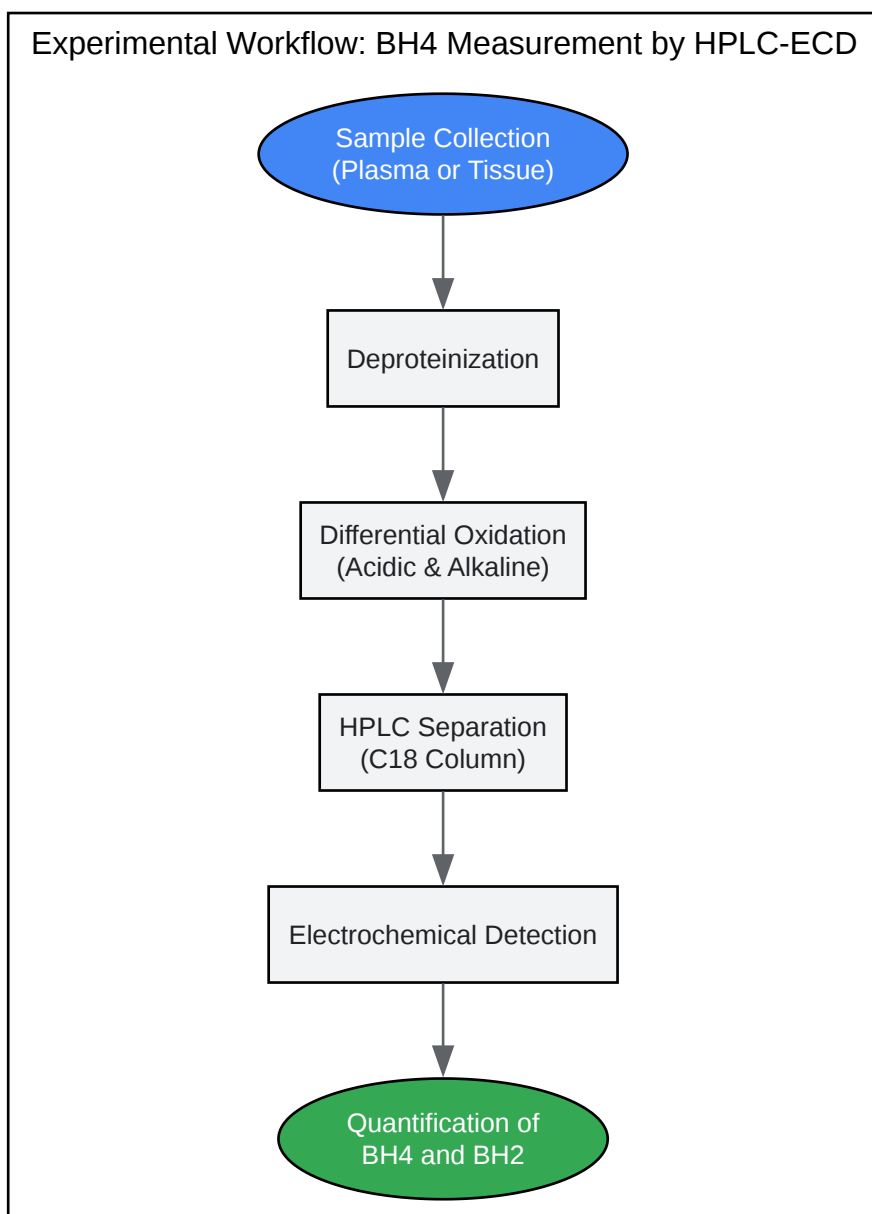 Experimental Workflow: BH4 Measurement by HPLC-ECD
Sample Collection
(Plasma or Tissue)
Deproteinization
Differential Oxidation
(Acidic & Alkaline)
HPLC Separation
(C18 Column)
Electrochemical Detection
Quantification of
BH4 and BH2